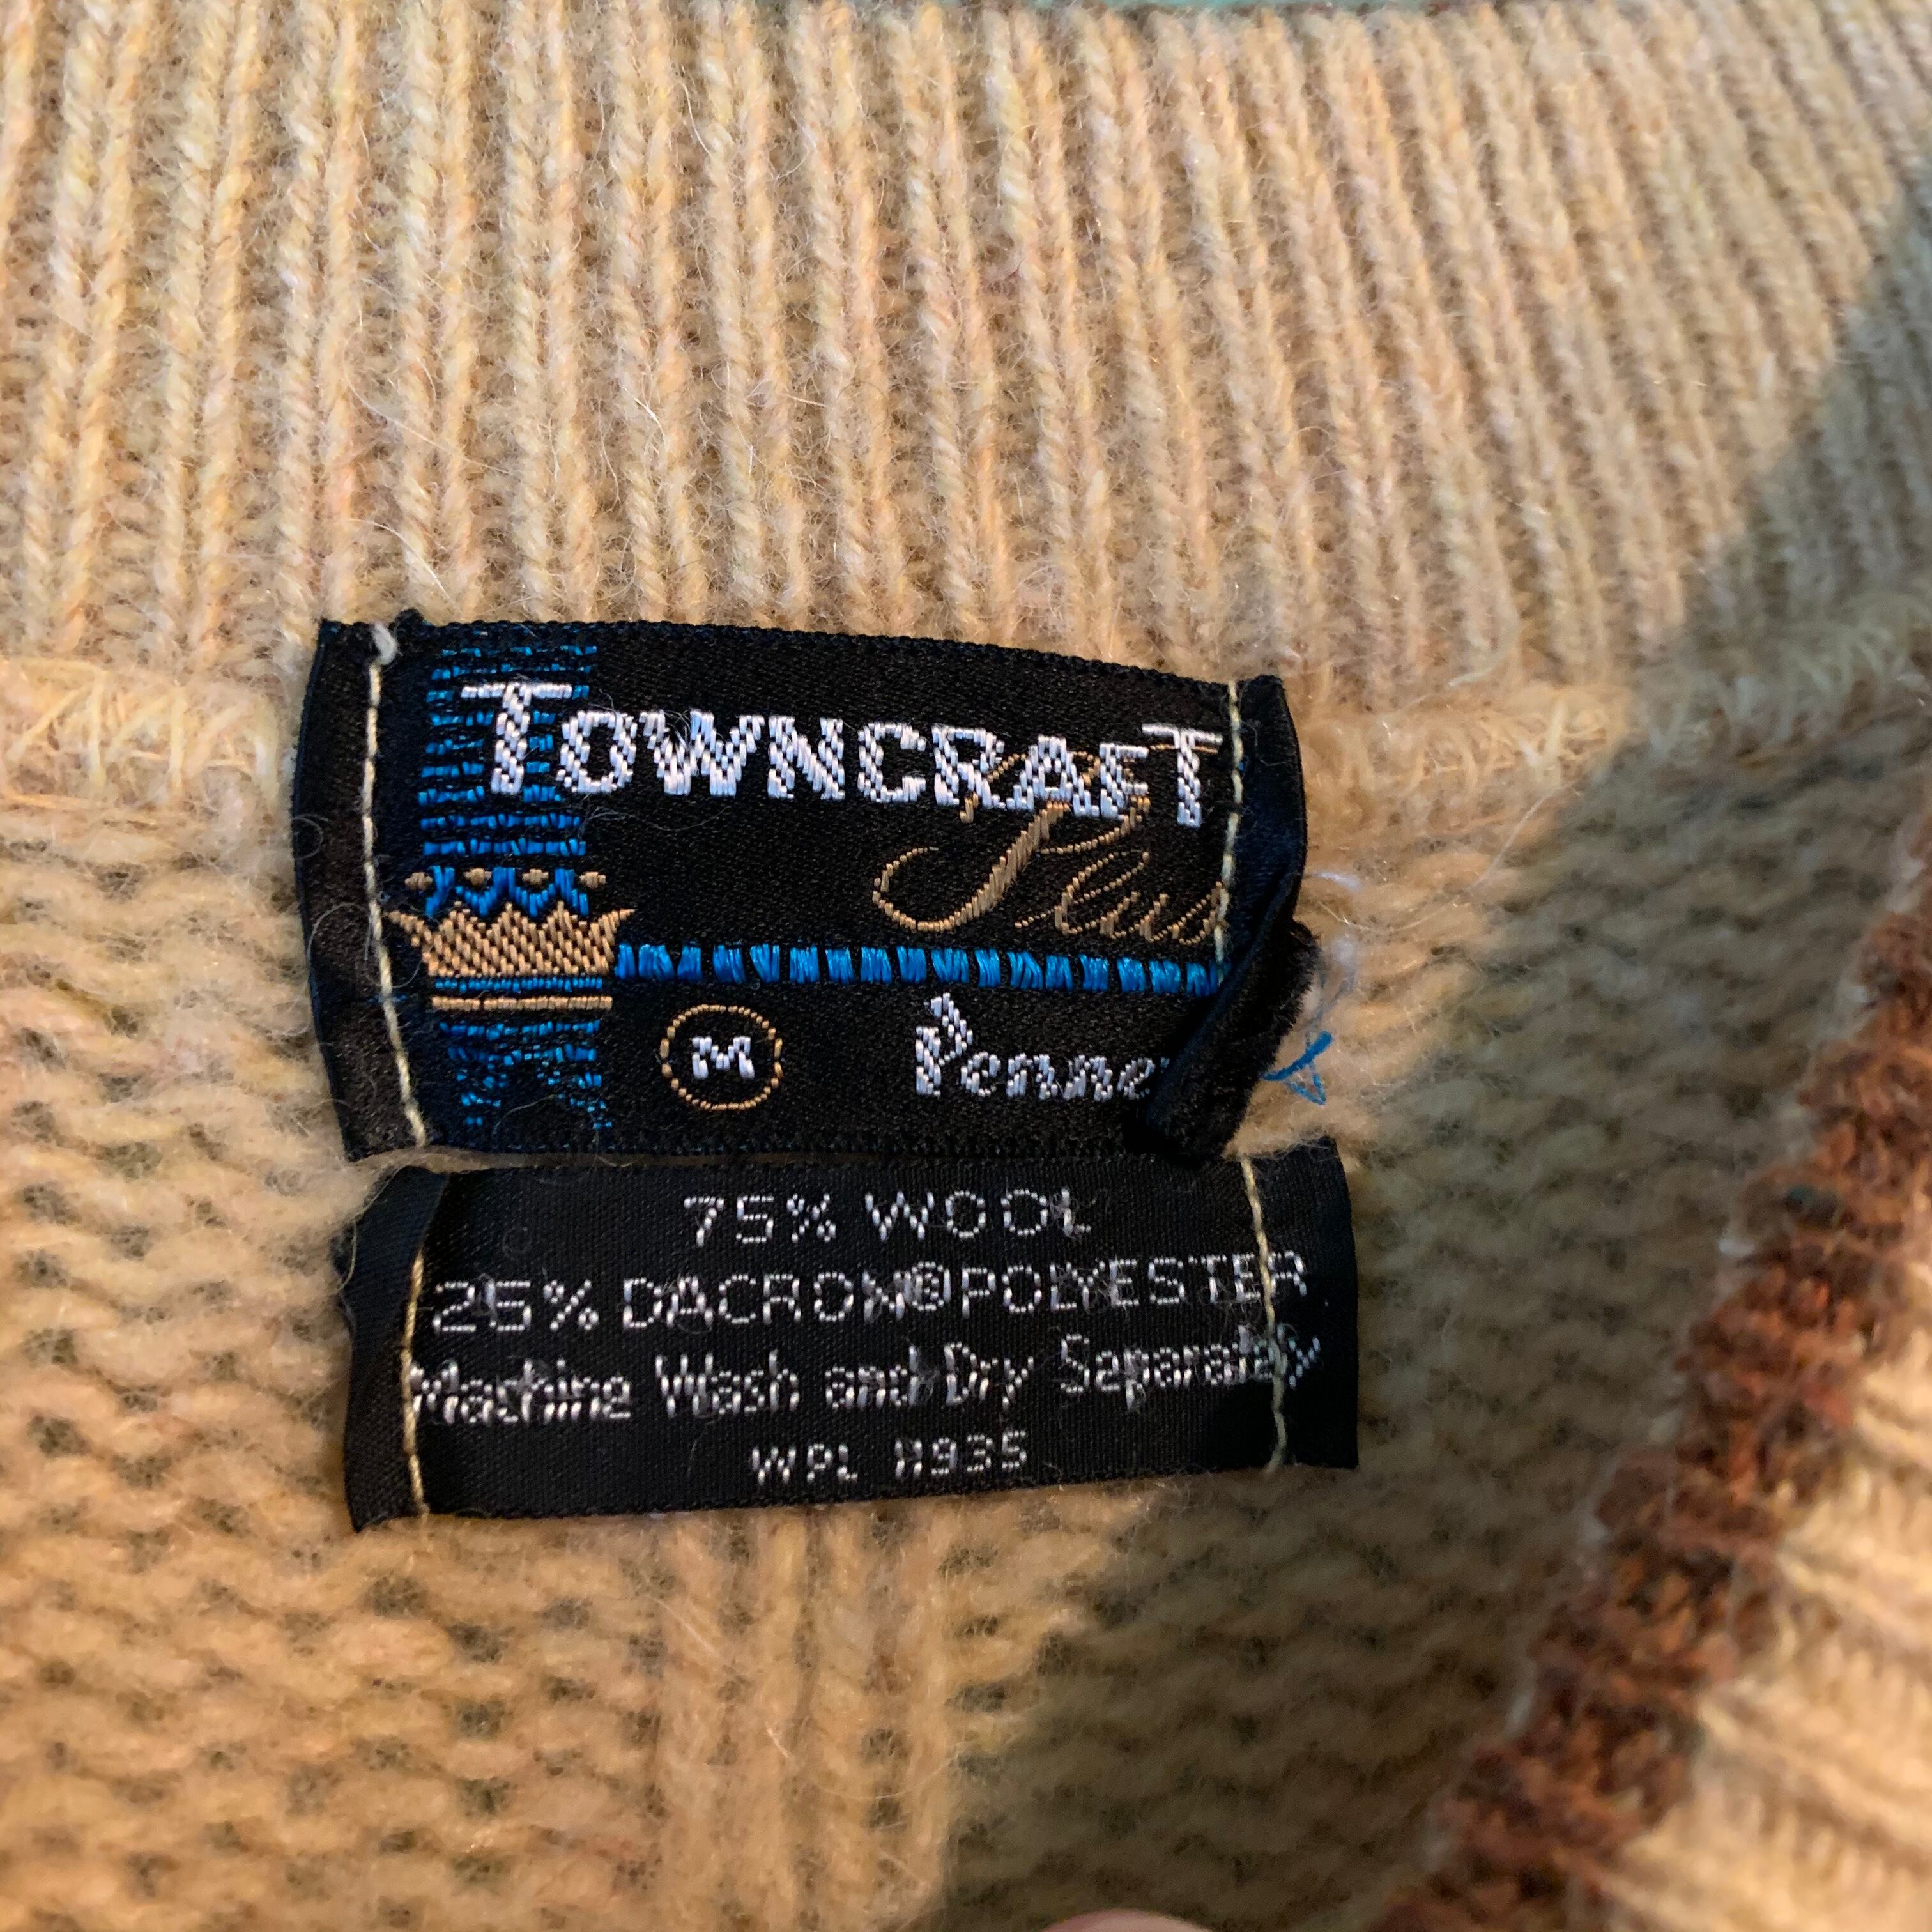 TOWNCRAFT
Plus
M Penne
75% WOOL
25% DACRON® POLYESTER
Machine Wash and Dry Separately
WPL 8935